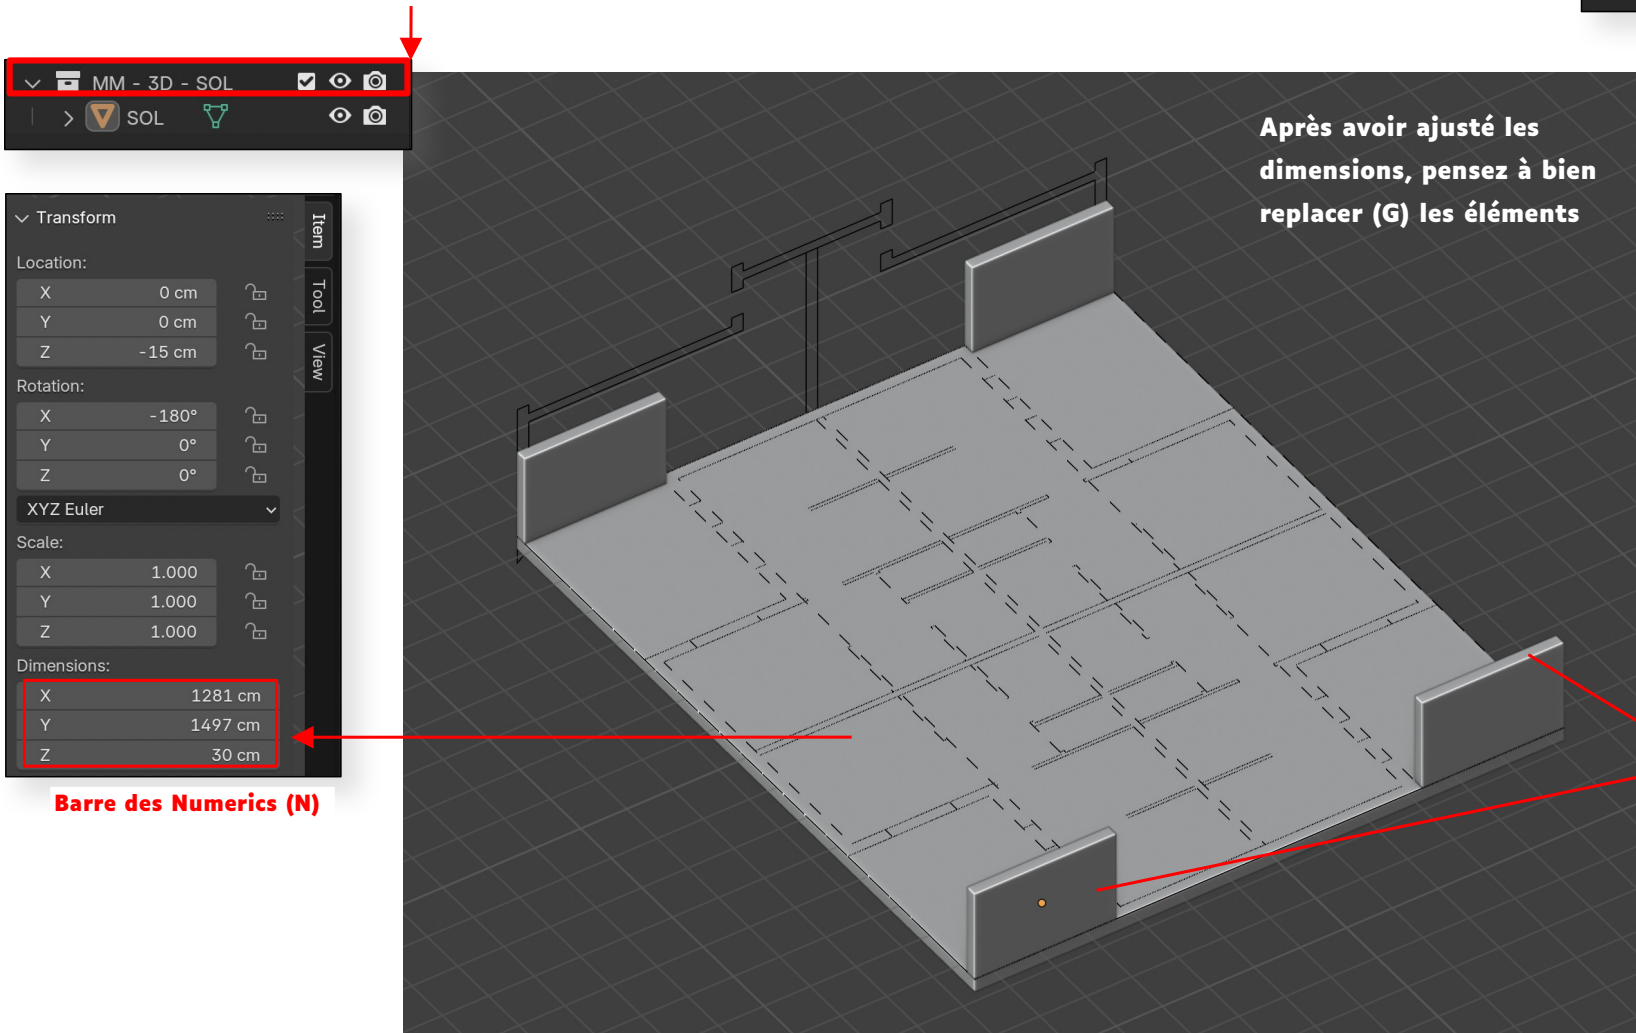 MM - 3D - SOL
SOL
Après avoir ajusté les
dimensions, pensez à bien
replacer (G) les éléments
Transform
Item
Tool
View
Location:
X 0 cm
Y 0 cm
Z -15 cm
Rotation:
X -180°
Y 0°
Z 0°
XYZ Euler
Scale:
X 1.000
Y 1.000
Z 1.000
Dimensions:
X 1281 cm
Y 1497 cm
Z 30 cm
Barre des Numerics (N)